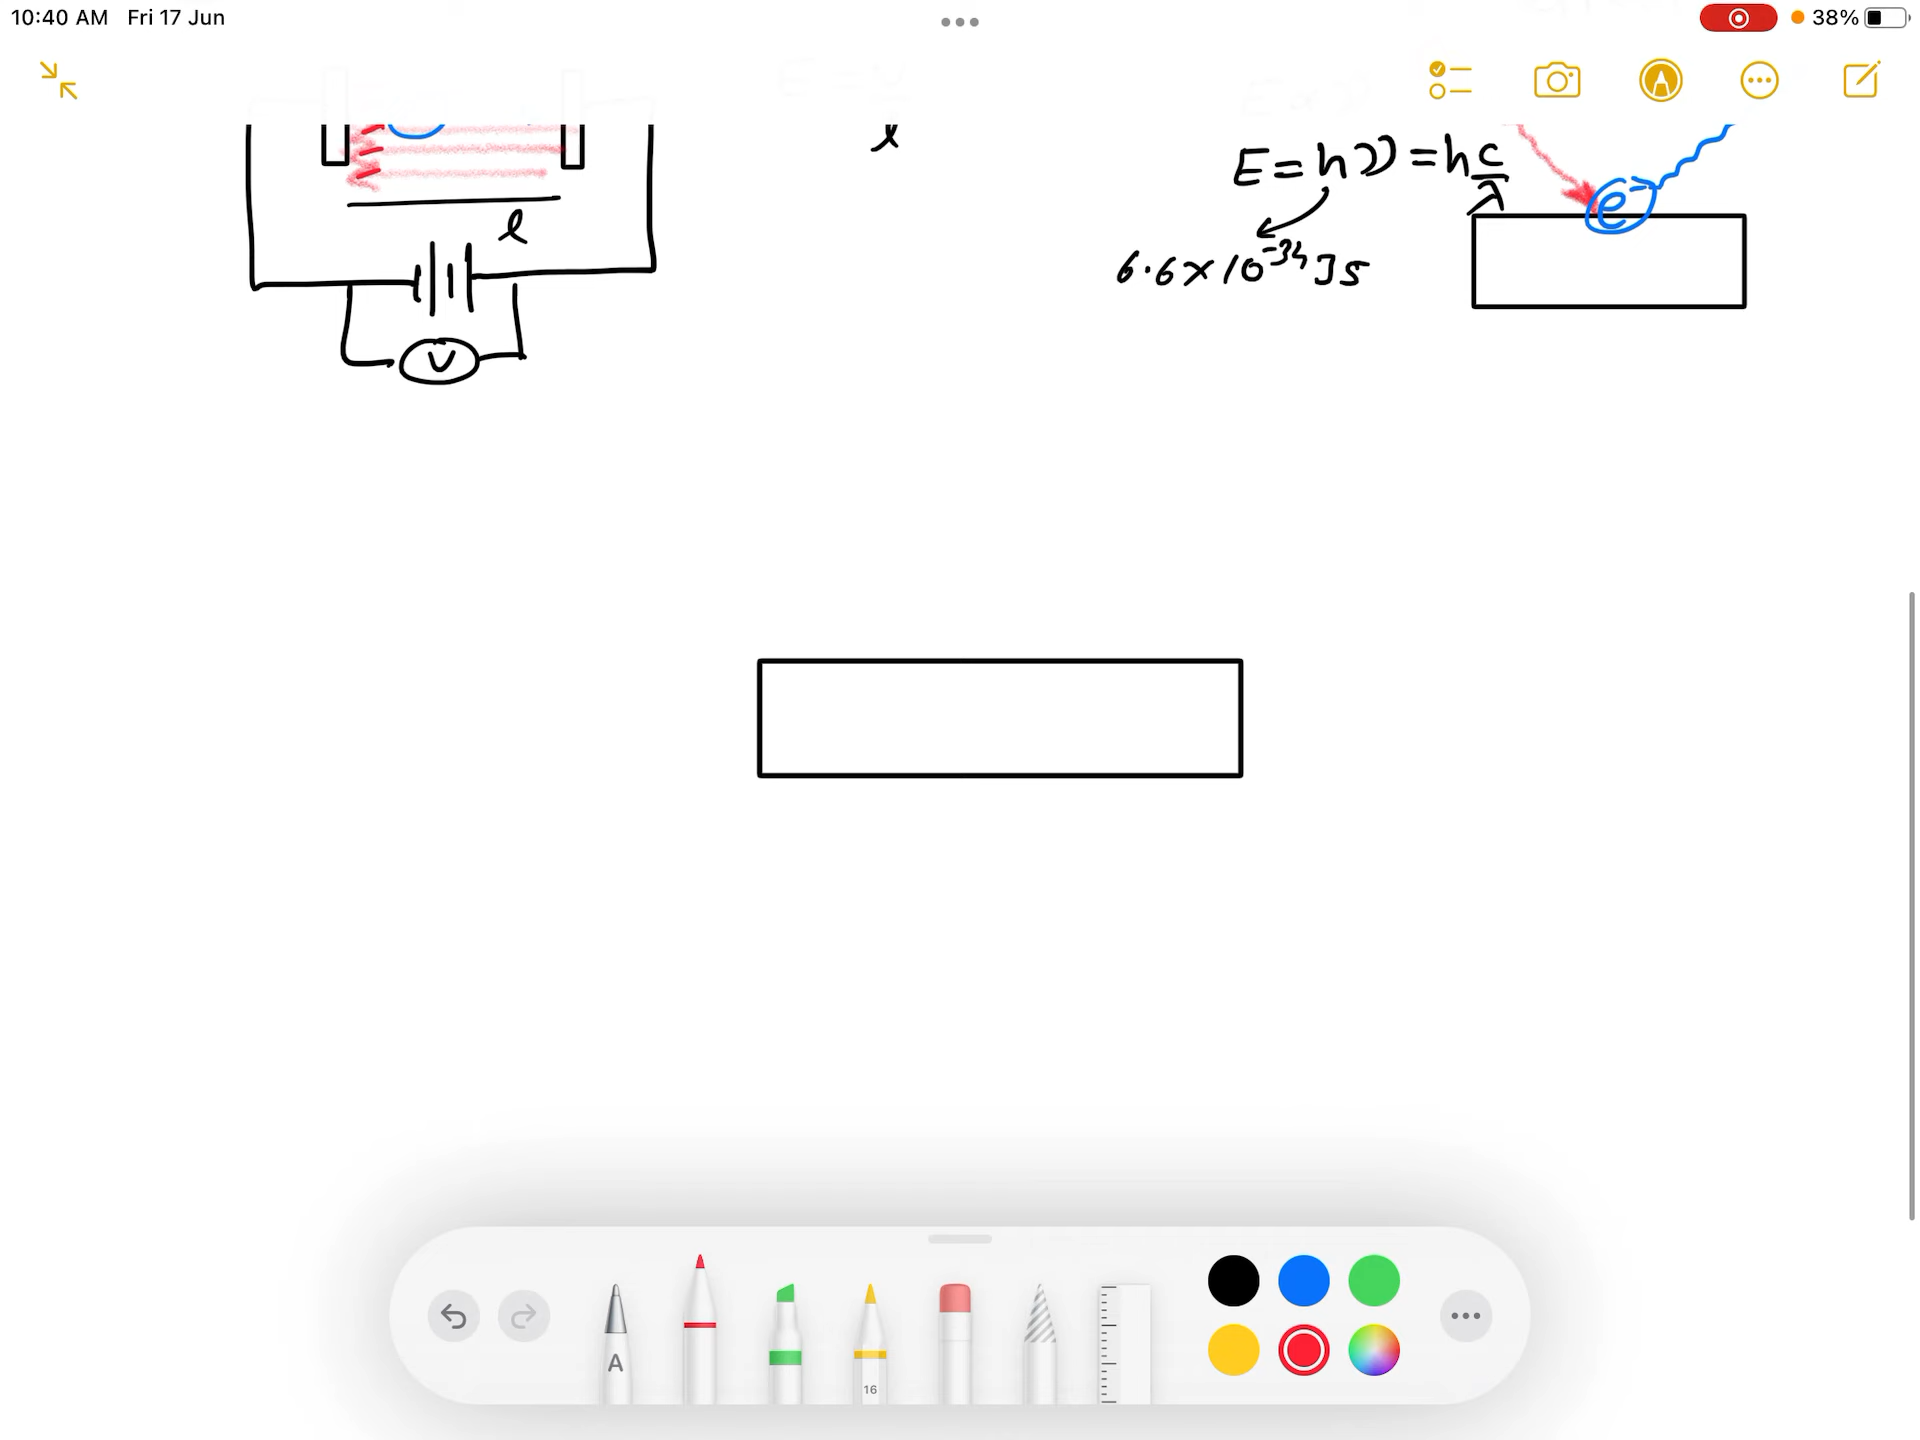 10:40 AM Fri 17 Jun
38%
l
E = hν = hc/λ
e⁻
l
6.6 × 10⁻³⁴ Js
V
A
16